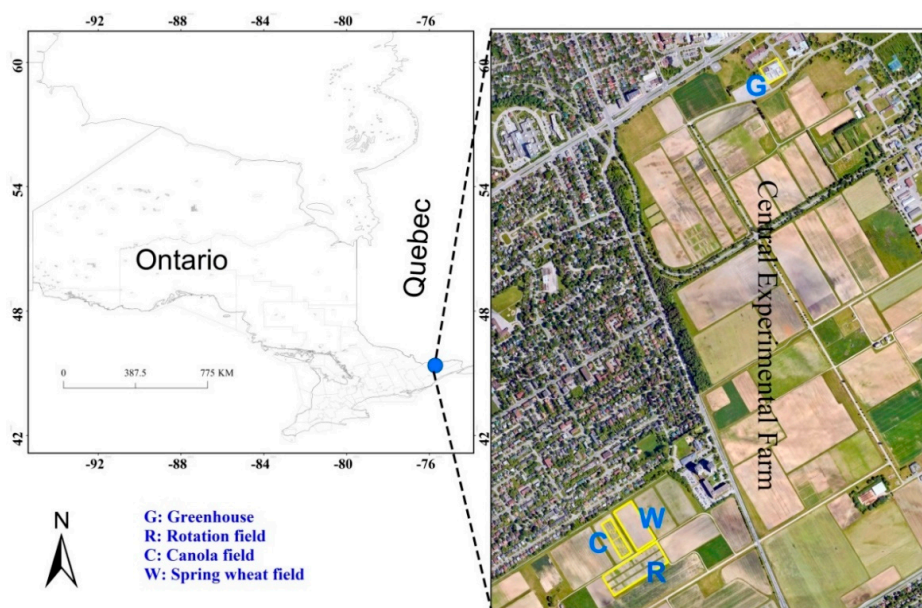 -92
-88
-84
-80
-76
60
54
48
42
60
54
48
42
Ontario
Quebec
0
387.5
775 KM
-92
-88
-84
-80
-76
N
G: Greenhouse
R: Rotation field
C: Canola field
W: Spring wheat field
G
Central Experimental Farm
W
C
R